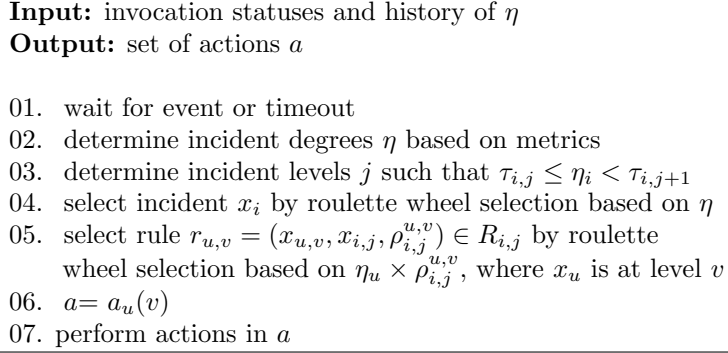 Input: invocation statuses and history of η
Output: set of actions a
01. wait for event or timeout
02. determine incident degrees η based on metrics
03. determine incident levels j such that τ_{i,j} ≤ η_i < τ_{i,j+1}
04. select incident x_i by roulette wheel selection based on η
05. select rule r_{u,v} = (x_{u,v}, x_{i,j}, ρ_{i,j}^{u,v}) ∈ R_{i,j} by roulette
wheel selection based on η_u × ρ_{i,j}^{u,v}, where x_u is at level v
06. a= a_u(v)
07. perform actions in a